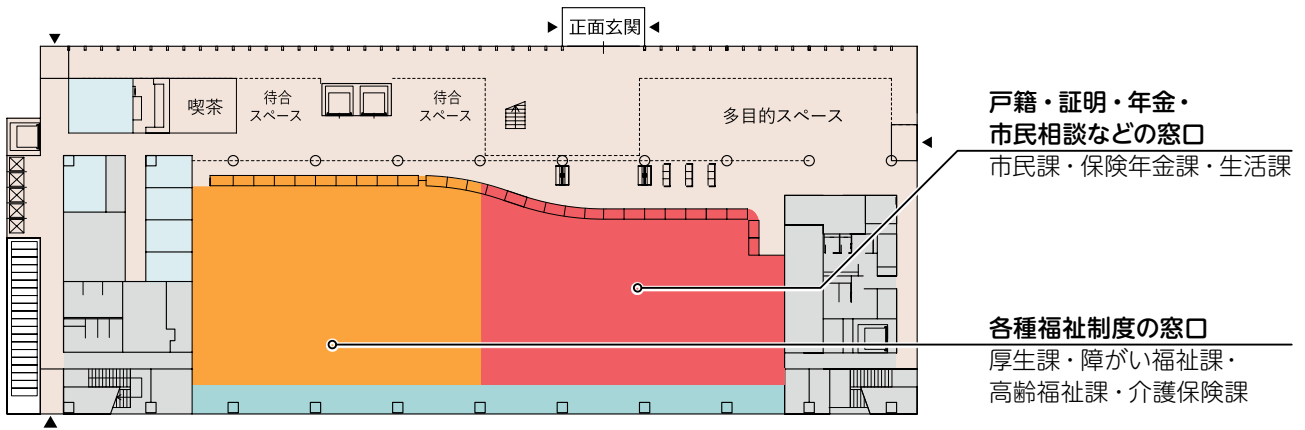 正面玄関
喫茶
待合
スペース
待合
スペース
多目的スペース
戸籍・証明・年金・
市民相談などの窓口
市民課・保険年金課・生活課
各種福祉制度の窓口
厚生課・障がい福祉課・
高齢福祉課・介護保険課